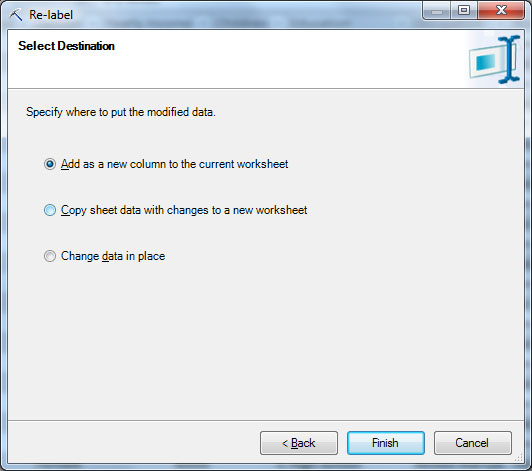 Re-label
Select Destination
Specify where to put the modified data.
Add as a new column to the current worksheet
Copy sheet data with changes to a new worksheet
Change data in place
< Back Finish Cancel